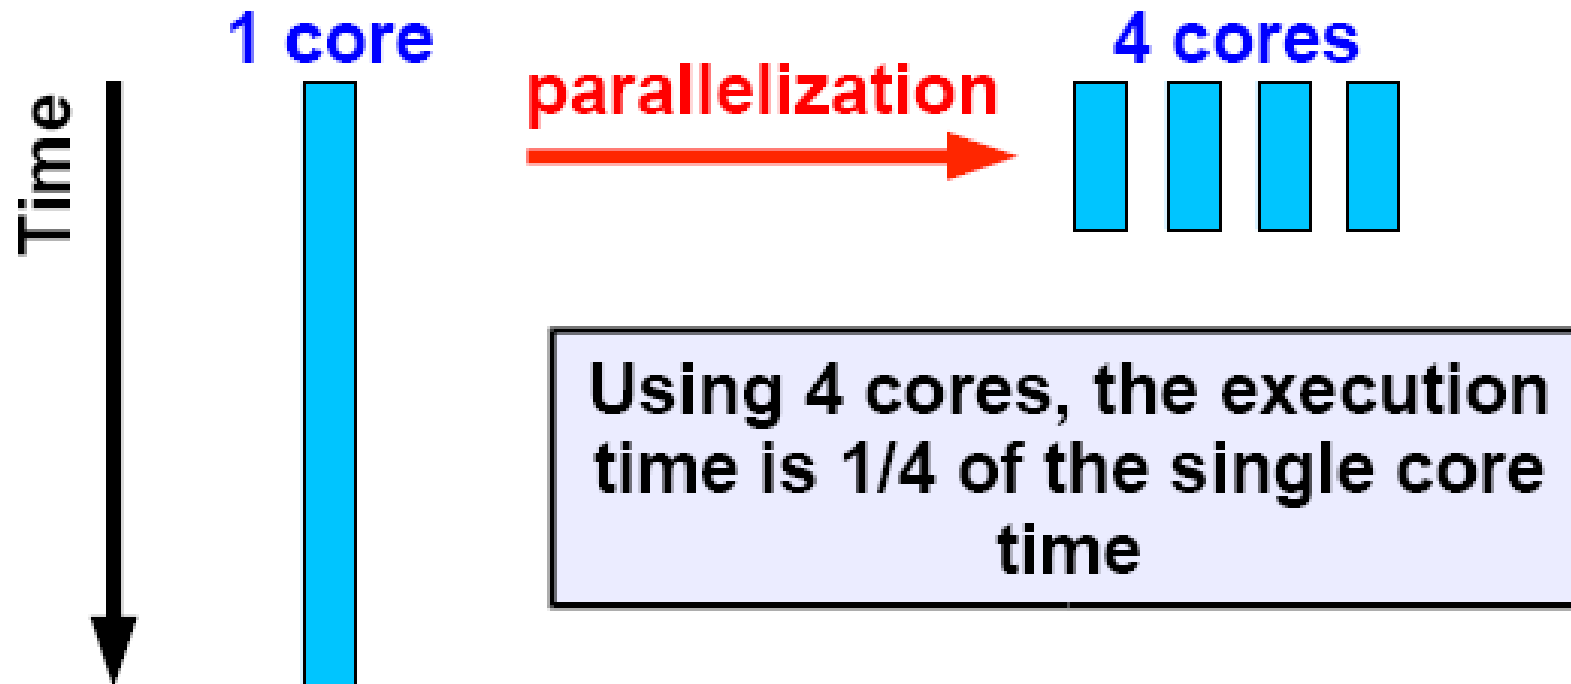 1 core
4 cores
parallelization
Time
Using 4 cores, the execution
time is 1/4 of the single core
time